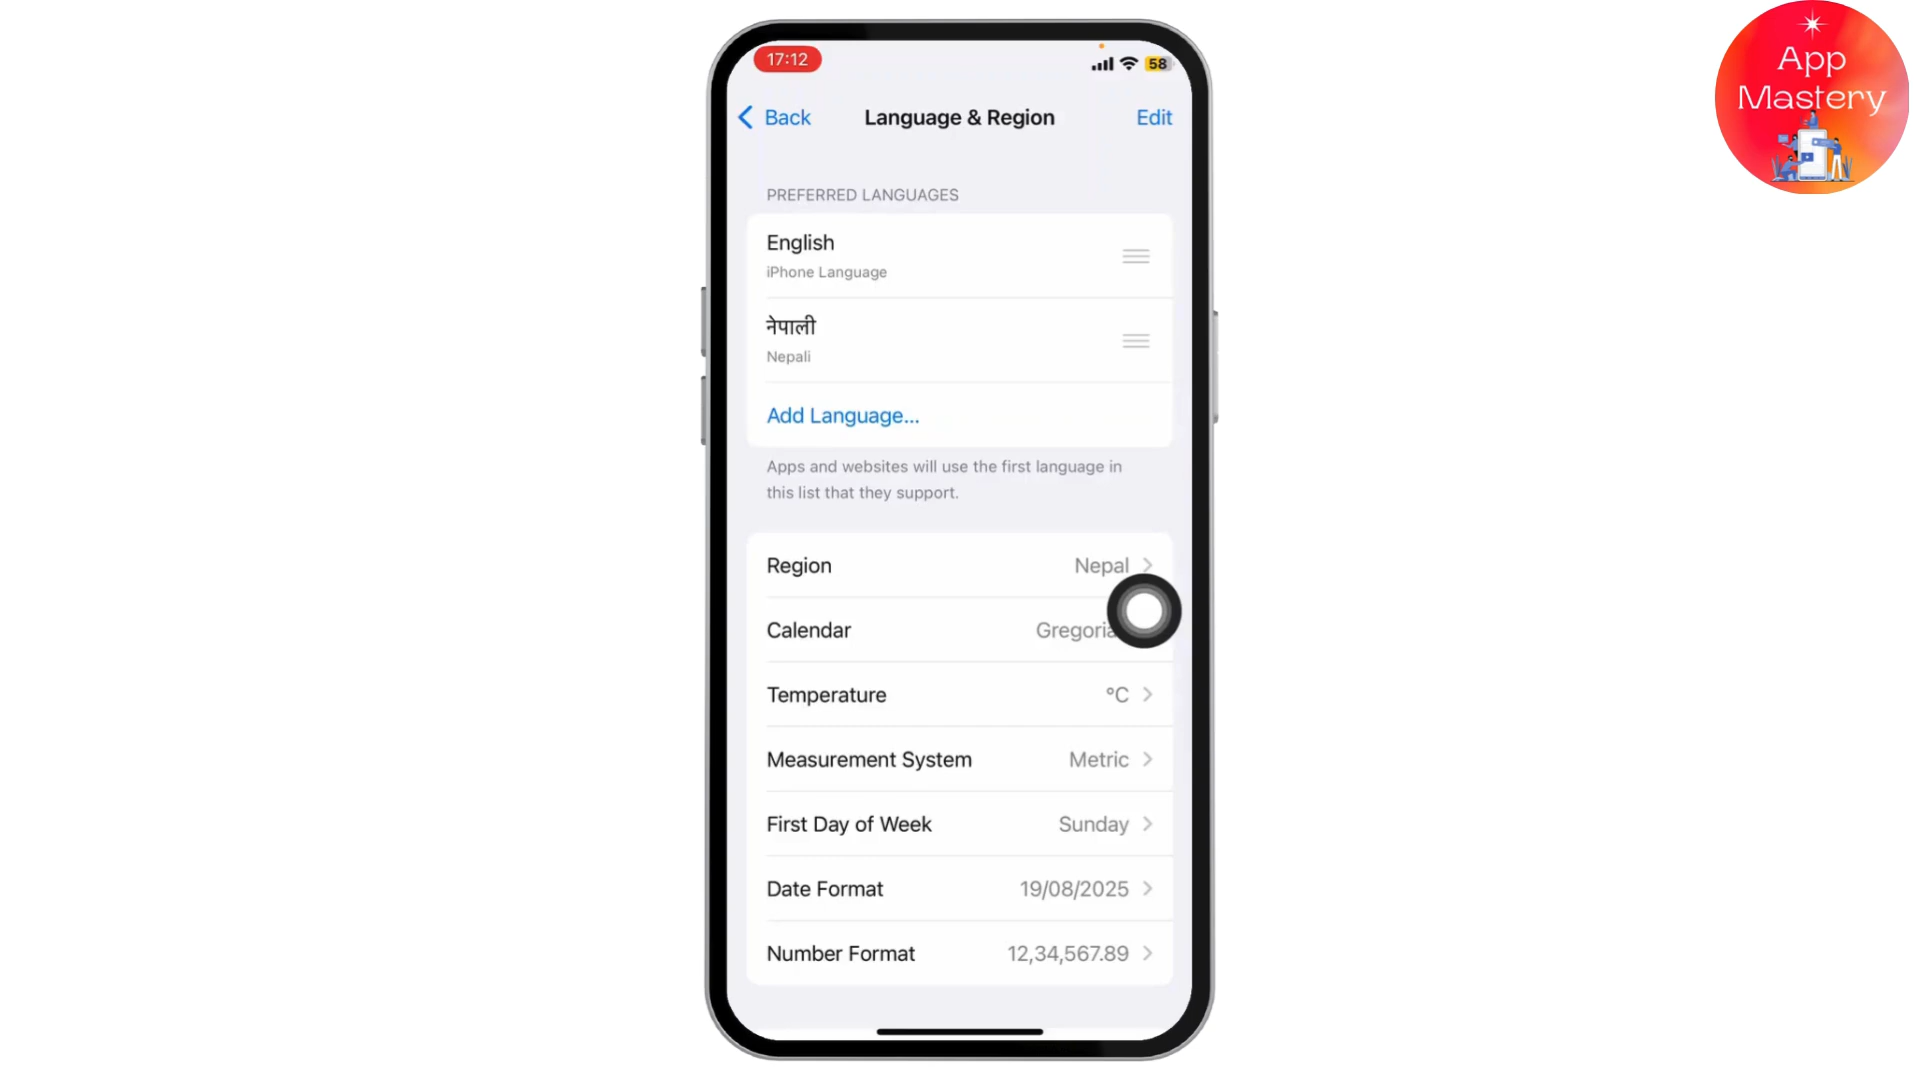 17:12
58
Back
Language & Region
Edit
PREFERRED LANGUAGES
English
iPhone Language
नेपाली
Nepali
Add Language...
Apps and websites will use the first language in
this list that they support.
Region Nepal
Calendar Gregoria
Temperature °C
Measurement System Metric
First Day of Week Sunday
Date Format 19/08/2025
Number Format 12,34,567.89
App
Mastery